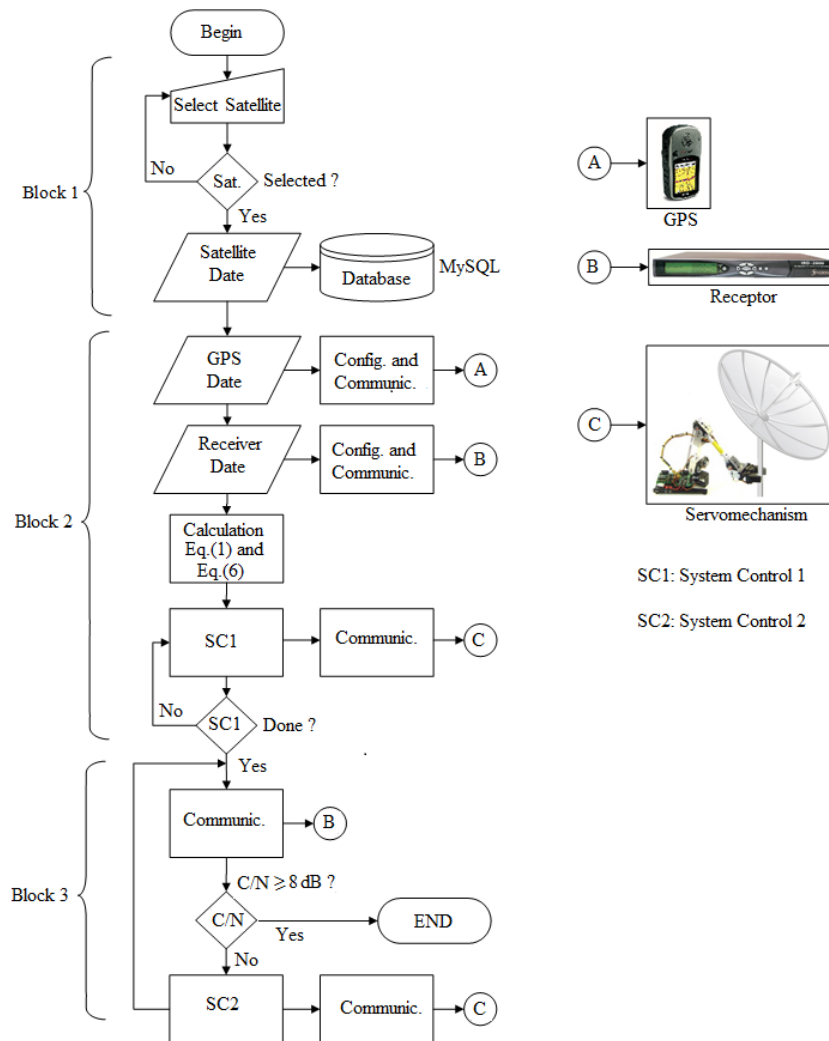 Begin
Select Satellite
No
Sat.
Selected ?
Block 1
Yes
Satellite
Date
Database
MySQL
GPS
Date
Config. and
Communic.
A
Receiver
Date
Config. and
Communic.
B
Block 2
Calculation
Eq.(1) and
Eq.(6)
SC1
Communic.
C
No
SC1
Done ?
Yes
Communic.
B
C/N ⩾ 8 dB ?
Block 3
C/N
Yes
END
No
SC2
Communic.
C
A
GPS
B
Receptor
C
Servomechanism
SC1: System Control 1
SC2: System Control 2